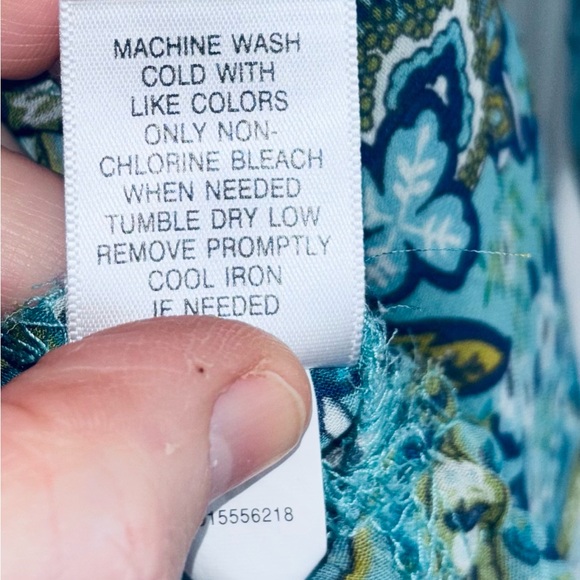 MACHINE WASH
COLD WITH
LIKE COLORS
ONLY NON-
CHLORINE BLEACH
WHEN NEEDED
TUMBLE DRY LOW
REMOVE PROMPTLY
COOL IRON
IF NEEDED
15556218